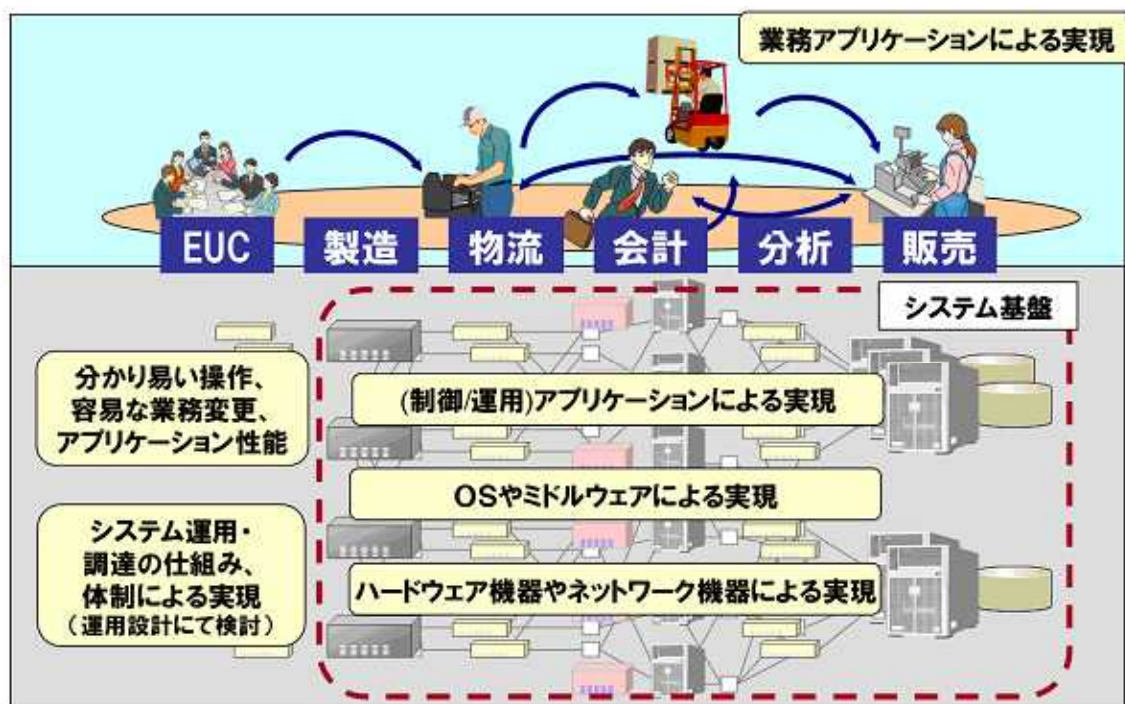 業務アプリケーションによる実現
EUC
製造
物流
会計
分析
販売
システム基盤
分かり易い操作、
容易な業務変更、
アプリケーション性能
(制御/運用)アプリケーションによる実現
OSやミドルウェアによる実現
システム運用・
調達の仕組み、
体制による実現
（運用設計にて検討）
ハードウェア機器やネットワーク機器による実現